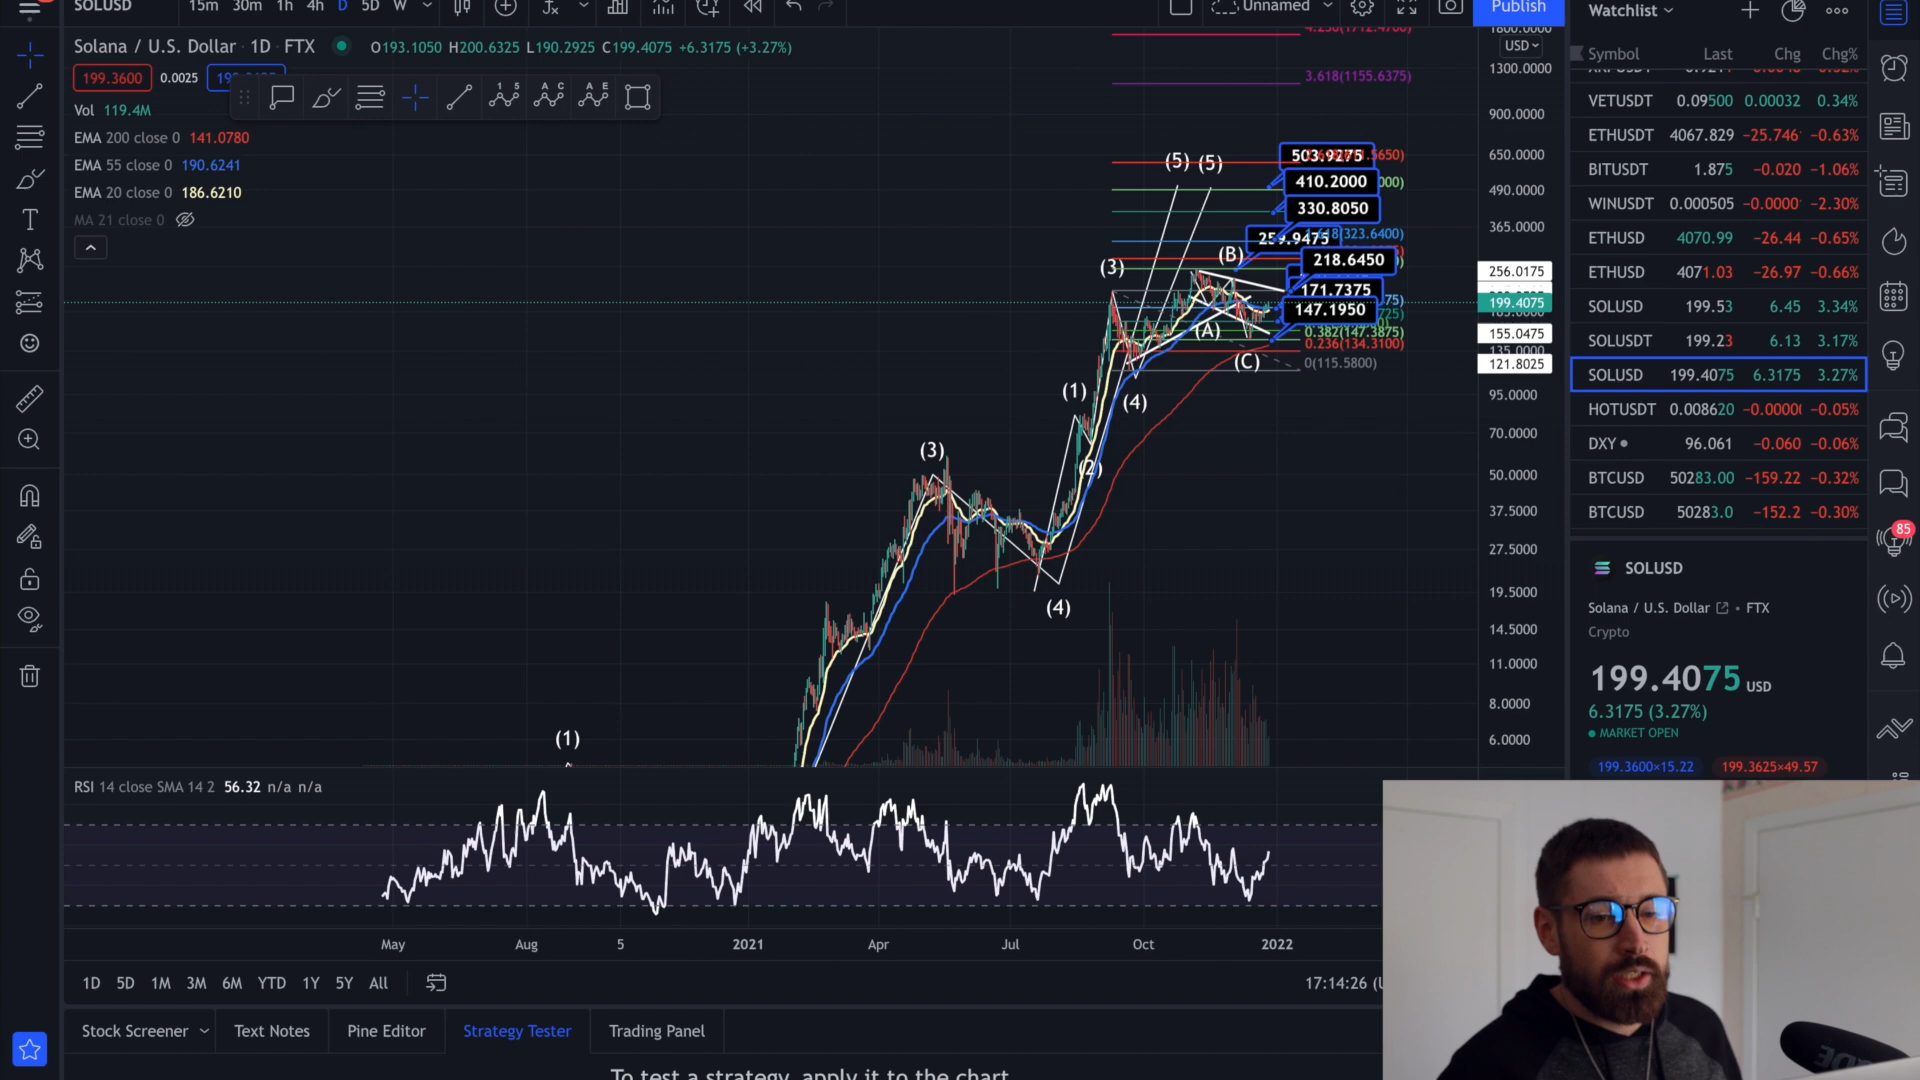 SOLUSD 15m 30m 1h 4h D 5D W Unnamed Publish Watchlist
Solana / U.S. Dollar · 1D · FTX O193.1050 H200.6325 L190.2925 C199.4075 +6.3175 (+3.27%) USD
199.3600 0.0025
Vol 119.4M
EMA 200 close 0 141.0780
EMA 55 close 0 190.6241
EMA 20 close 0 186.6210
MA 21 close 0
3.618(1155.6375)
503.9275
410.2000
330.8050
259.9475 1.618(323.6400)
218.6450
171.7375
147.1950
0.382(147.3875)
0.236(134.3100)
0(115.5800)
(5) (5)
(3) (B)
(A)
(C)
(1) (4)
(3) (2)
(4)
(1)
1300.0000
900.0000
650.0000
490.0000
365.0000
256.0175
199.4075
155.0475
135.0000
121.8025
95.0000
70.0000
50.0000
37.5000
27.5000
19.5000
14.5000
11.0000
8.0000
6.0000
Symbol Last Chg Chg%
VETUSDT 0.09500 0.00032 0.34%
ETHUSDT 4067.829 −25.746 −0.63%
BITUSDT 1.875 −0.020 −1.06%
WINUSDT 0.000505 −0.0000 −2.30%
ETHUSD 4070.99 −26.44 −0.65%
ETHUSD 4071.03 −26.97 −0.66%
SOLUSD 199.53 6.45 3.34%
SOLUSDT 199.23 6.13 3.17%
SOLUSD 199.4075 6.3175 3.27%
HOTUSDT 0.008620 −0.0000 −0.05%
DXY 96.061 −0.060 −0.06%
BTCUSD 50283.00 −159.22 −0.32%
BTCUSD 50283.0 −152.2 −0.30%
85
SOLUSD
Solana / U.S. Dollar • FTX
Crypto
199.4075 USD
6.3175 (3.27%)
MARKET OPEN
199.3600×15.22 199.3625×49.57
RSI 14 close SMA 14 2 56.32 n/a n/a
May Aug 5 2021 Apr Jul Oct 2022
1D 5D 1M 3M 6M YTD 1Y 5Y All 17:14:26 (U
Stock Screener Text Notes Pine Editor Strategy Tester Trading Panel
To test a strategy, apply it to the chart